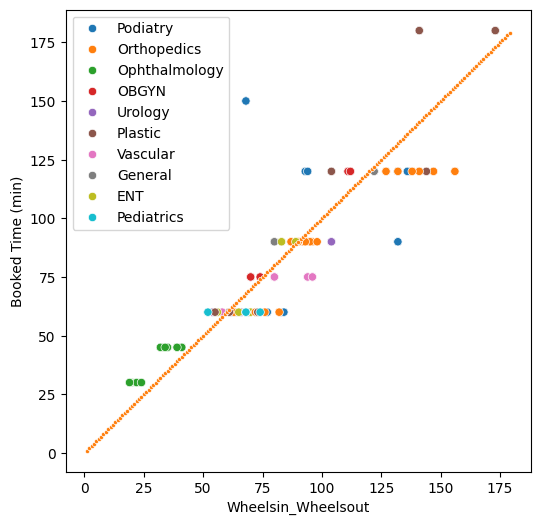 Podiatry
Orthopedics
Ophthalmology
OBGYN
Urology
Plastic
Vascular
General
ENT
Pediatrics
175
150
125
100
75
50
25
0
Booked Time (min)
0 25 50 75 100 125 150 175
Wheelsin_Wheelsout